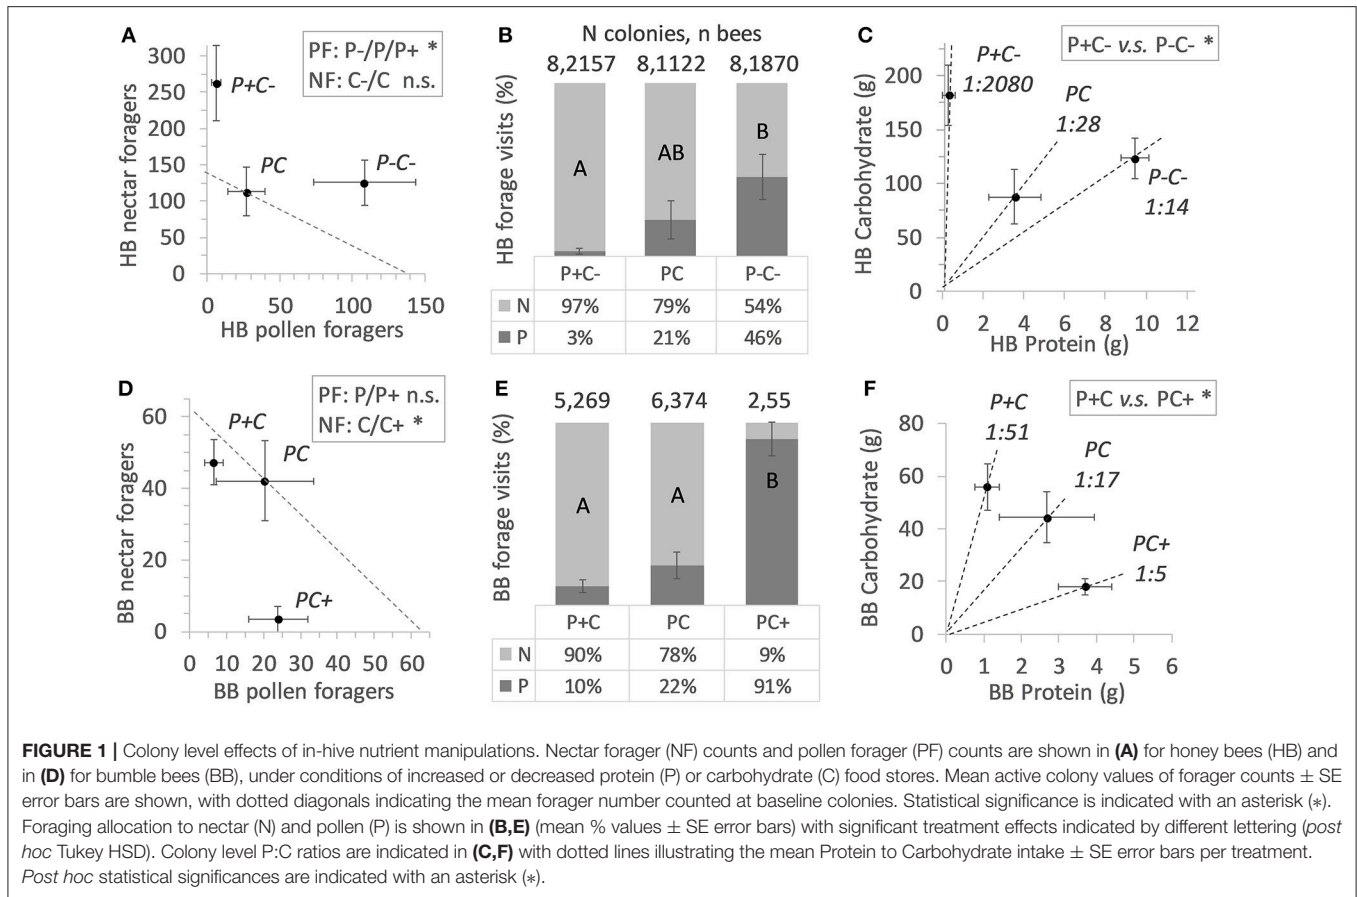 A
PF: P-/P/P+ *
NF: C-/C n.s.
HB nectar foragers
300
250
200
150
100
50
0
P+C-
PC
P-C-
0
50
100
150
HB pollen foragers
B
N colonies, n bees
8,2157 8,1122 8,1870
HB forage visits (%)
A
AB
B
P+C- PC P-C-
N 97% 79% 54%
P 3% 21% 46%
C
P+C- v.s. P-C- *
HB Carbohydrate (g)
200
150
100
50
0
P+C-
1:2080
PC
1:28
P-C-
1:14
0 2 4 6 8 10 12
HB Protein (g)
D
PF: P/P+ n.s.
NF: C/C+ *
BB nectar foragers
60
40
20
0
P+C
PC
PC+
0 10 20 30 40 50 60
BB pollen foragers
E
5,269 6,374 2,55
BB forage visits (%)
A
A
B
P+C PC PC+
N 90% 78% 9%
P 10% 22% 91%
F
P+C v.s. PC+ *
BB Carbohydrate (g)
80
60
40
20
0
P+C
1:51
PC
1:17
PC+
1:5
0 1 2 3 4 5 6
BB Protein (g)
FIGURE 1 | Colony level effects of in-hive nutrient manipulations. Nectar forager (NF) counts and pollen forager (PF) counts are shown in (A) for honey bees (HB) and
in (D) for bumble bees (BB), under conditions of increased or decreased protein (P) or carbohydrate (C) food stores. Mean active colony values of forager counts ± SE
error bars are shown, with dotted diagonals indicating the mean forager number counted at baseline colonies. Statistical significance is indicated with an asterisk (*).
Foraging allocation to nectar (N) and pollen (P) is shown in (B,E) (mean % values ± SE error bars) with significant treatment effects indicated by different lettering (post
hoc Tukey HSD). Colony level P:C ratios are indicated in (C,F) with dotted lines illustrating the mean Protein to Carbohydrate intake ± SE error bars per treatment.
Post hoc statistical significances are indicated with an asterisk (*).